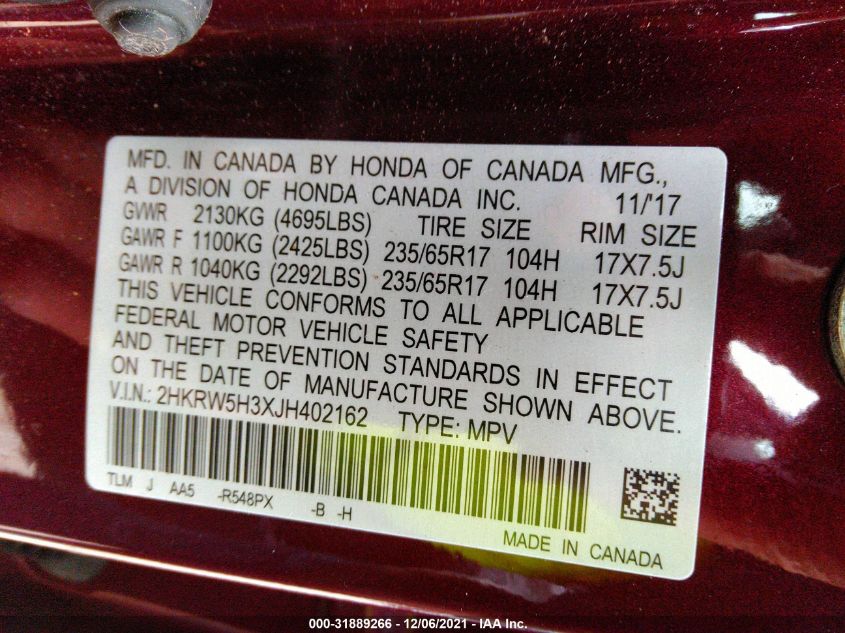 MFD. IN CANADA BY HONDA OF CANADA MFG.,
A DIVISION OF HONDA CANADA INC. 11/'17
GVWR 2130KG (4695LBS) TIRE SIZE RIM SIZE
GAWR F 1100KG (2425LBS) 235/65R17 104H 17X7.5J
GAWR R 1040KG (2292LBS) 235/65R17 104H 17X7.5J
THIS VEHICLE CONFORMS TO ALL APPLICABLE
FEDERAL MOTOR VEHICLE SAFETY
AND THEFT PREVENTION STANDARDS IN EFFECT
ON THE DATE OF MANUFACTURE SHOWN ABOVE.
V.I.N.: 2HKRW5H3XJH402162 TYPE: MPV
TLM J AA5 -R548PX -B -H
MADE IN CANADA
000-31889266 - 12/06/2021 - IAA Inc.